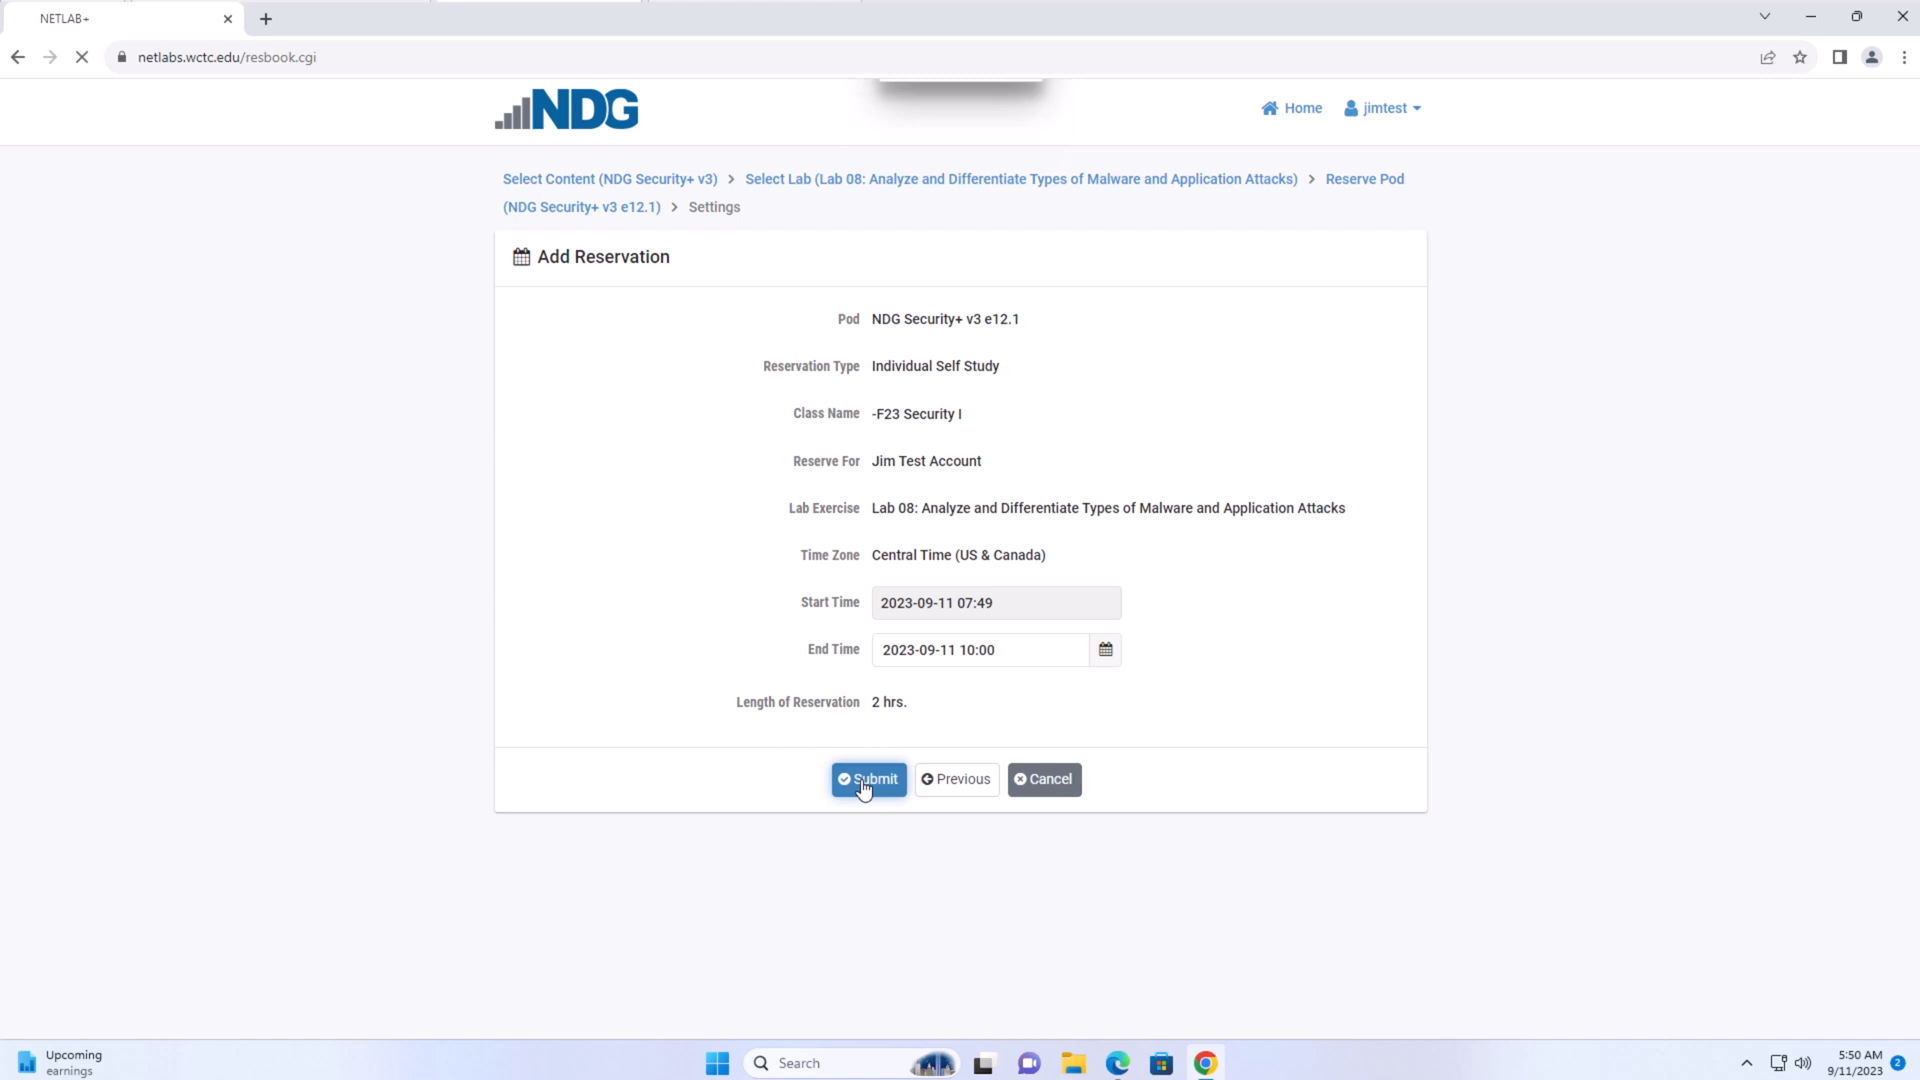 NETLAB+
netlabs.wctc.edu/resbook.cgi
NDG
Home
jimtest
Select Content (NDG Security+ v3) > Select Lab (Lab 08: Analyze and Differentiate Types of Malware and Application Attacks) > Reserve Pod
(NDG Security+ v3 e12.1) > Settings
Add Reservation
Pod NDG Security+ v3 e12.1
Reservation Type Individual Self Study
Class Name -F23 Security I
Reserve For Jim Test Account
Lab Exercise Lab 08: Analyze and Differentiate Types of Malware and Application Attacks
Time Zone Central Time (US & Canada)
Start Time 2023-09-11 07:49
End Time 2023-09-11 10:00
Length of Reservation 2 hrs.
Submit Previous Cancel
Upcoming
earnings
Search
5:50 AM
9/11/2023
2